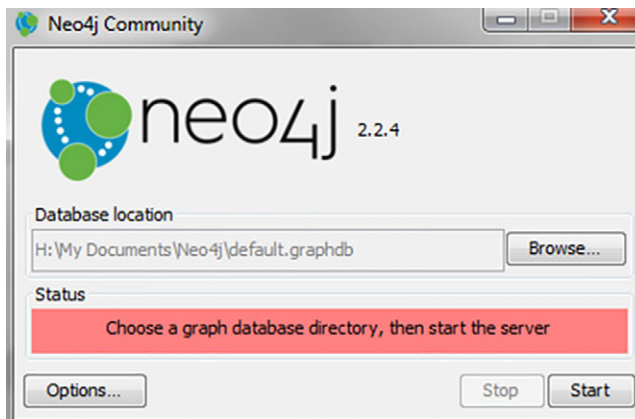 Neo4j Community
neo4j 2.2.4
Database location
H:\My Documents\Neo4j\default.graphdb
Browse...
Status
Choose a graph database directory, then start the server
Options...
Stop
Start